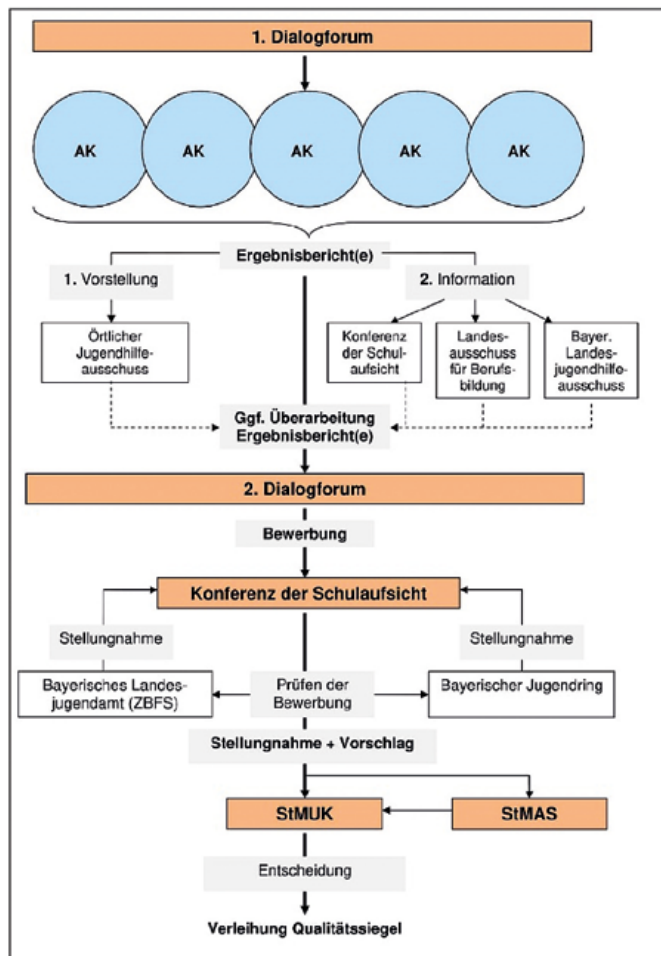 1. Dialogforum
AK
AK
AK
AK
AK
Ergebnisbericht(e)
1. Vorstellung
2. Information
Örtlicher
Jugendhilfe-
ausschuss
Konferenz
der Schul-
aufsicht
Landes-
ausschuss
für Berufs-
bildung
Bayer.
Landes-
jugendhilfe-
ausschuss
Ggf. Überarbeitung
Ergebnisbericht(e)
2. Dialogforum
Bewerbung
Konferenz der Schulaufsicht
Stellungnahme
Stellungnahme
Bayerisches Landes-
jugendamt (ZBFS)
Prüfen der
Bewerbung
Bayerischer Jugendring
Stellungnahme + Vorschlag
StMUK
StMAS
Entscheidung
Verleihung Qualitätssiegel